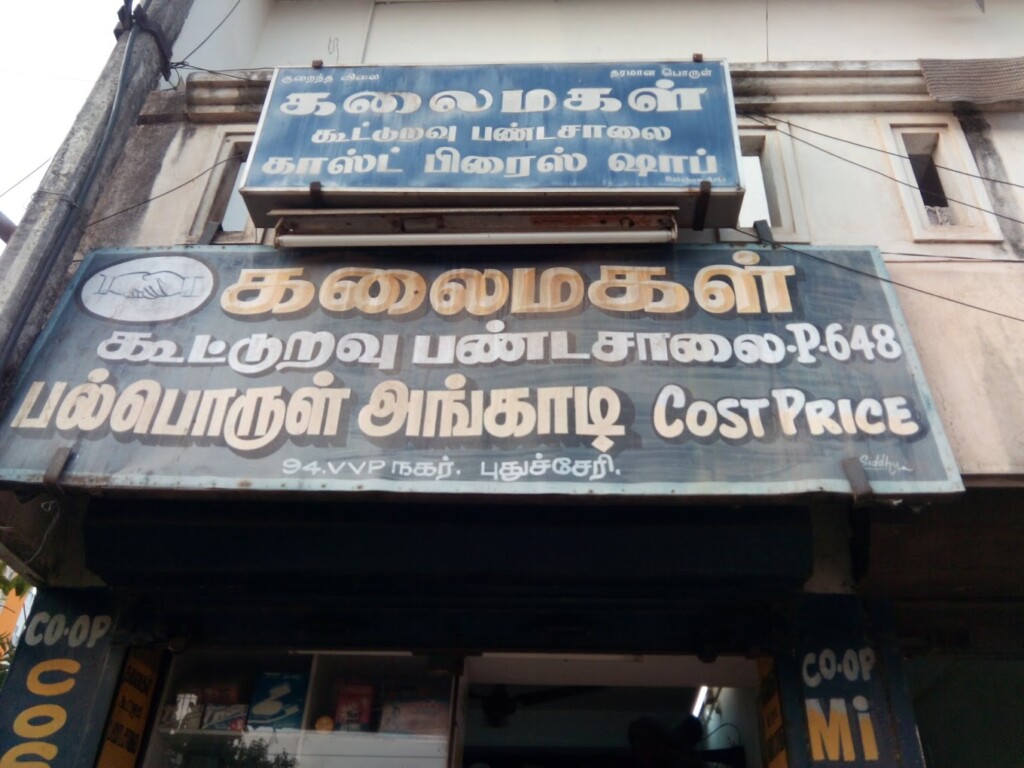 குறைந்த விலை தரமான பொருள்
கலைமகள்
கூட்டுறவு பண்டசாலை
காஸ்ட் பிரைஸ் ஷாப்
கலைமகள்
கூட்டுறவு பண்டசாலை-P-648
பல்பொருள் அங்காடி COST PRICE
94.VVP நகர். புதுச்சேரி.
CO-OP
CO-OP
Mi